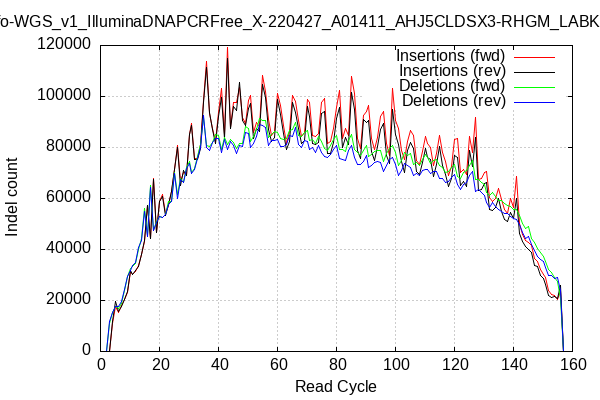 fo-WGS_v1_IlluminaDNAPCRFree_X-220427_A01411_AHJ5CLDSX3-RHGM_LABK
Insertions (fwd)
Insertions (rev)
Deletions (fwd)
Deletions (rev)
120000
100000
80000
60000
40000
20000
0
Indel count
0 20 40 60 80 100 120 140 160
Read Cycle